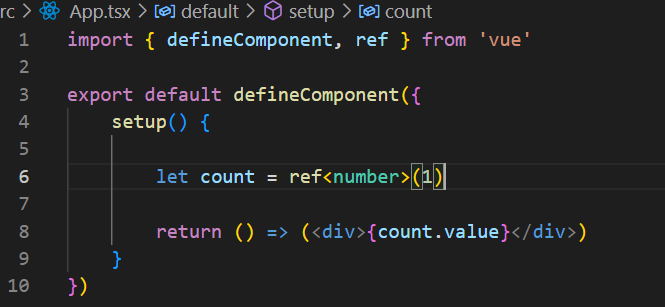 rc > App.tsx > default > setup > count
1 import { defineComponent, ref } from 'vue'
2
3 export default defineComponent({
4     setup() {
5
6         let count = ref<number>(1)
7
8         return () => (<div>{count.value}</div>)
9     }
10 })